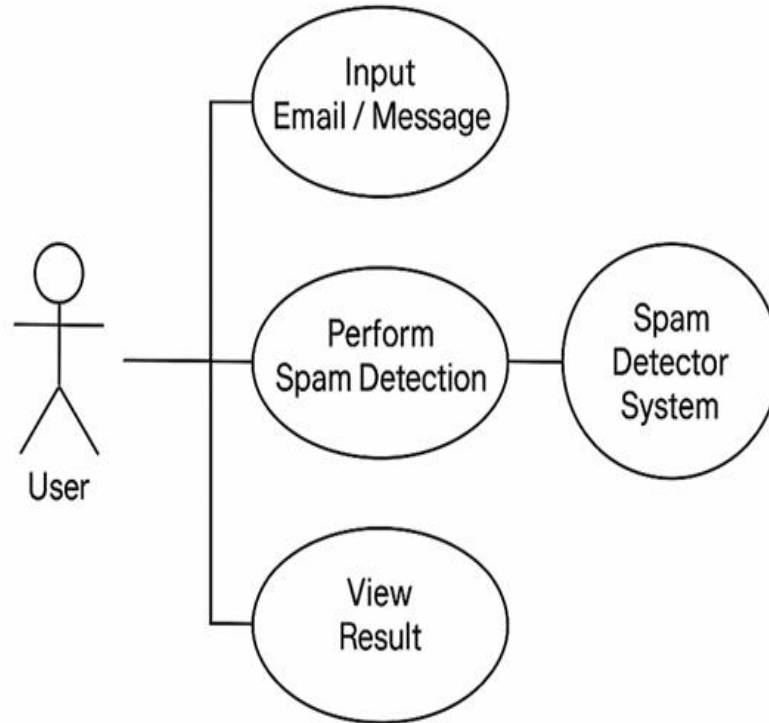 Input
Email / Message
User
Perform
Spam Detection
Spam
Detector
System
View
Result